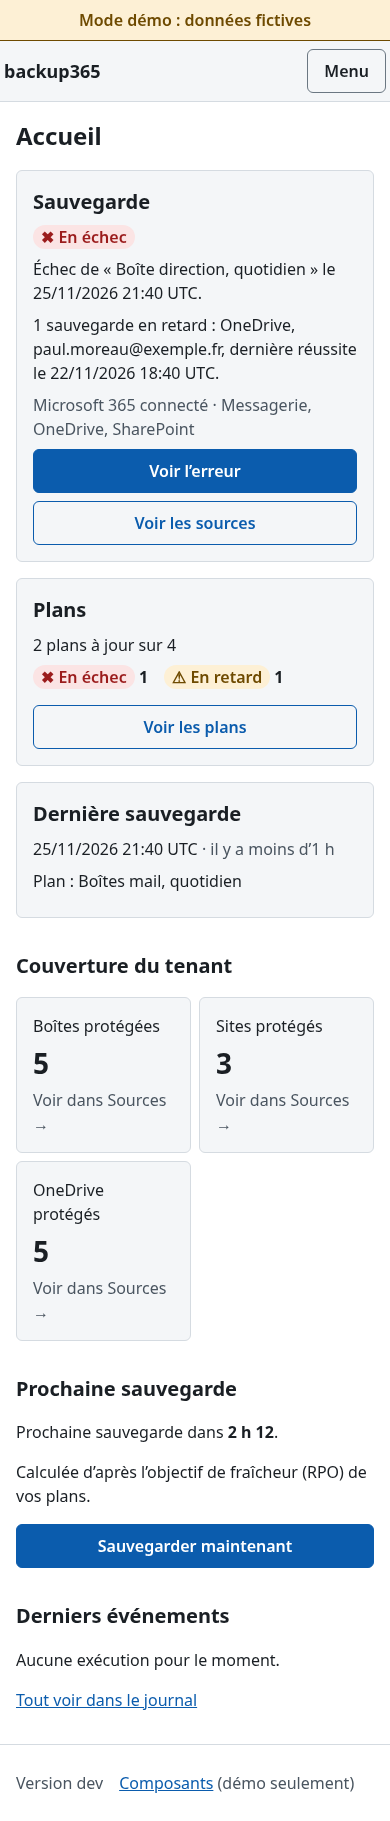 Mode démo : données fictives
backup365
Menu
Accueil
Sauvegarde
✖ En échec
Échec de « Boîte direction, quotidien » le
25/11/2026 21:40 UTC.
1 sauvegarde en retard : OneDrive,
paul.moreau@exemple.fr, dernière réussite
le 22/11/2026 18:40 UTC.
Microsoft 365 connecté · Messagerie,
OneDrive, SharePoint
Voir l’erreur
Voir les sources
Plans
2 plans à jour sur 4
✖ En échec 1 ⚠ En retard 1
Voir les plans
Dernière sauvegarde
25/11/2026 21:40 UTC · il y a moins d’1 h
Plan : Boîtes mail, quotidien
Couverture du tenant
Boîtes protégées
5
Voir dans Sources
→
Sites protégés
3
Voir dans Sources
→
OneDrive
protégés
5
Voir dans Sources
→
Prochaine sauvegarde
Prochaine sauvegarde dans 2 h 12.
Calculée d’après l’objectif de fraîcheur (RPO) de
vos plans.
Sauvegarder maintenant
Derniers événements
Aucune exécution pour le moment.
Tout voir dans le journal
Version dev Composants (démo seulement)